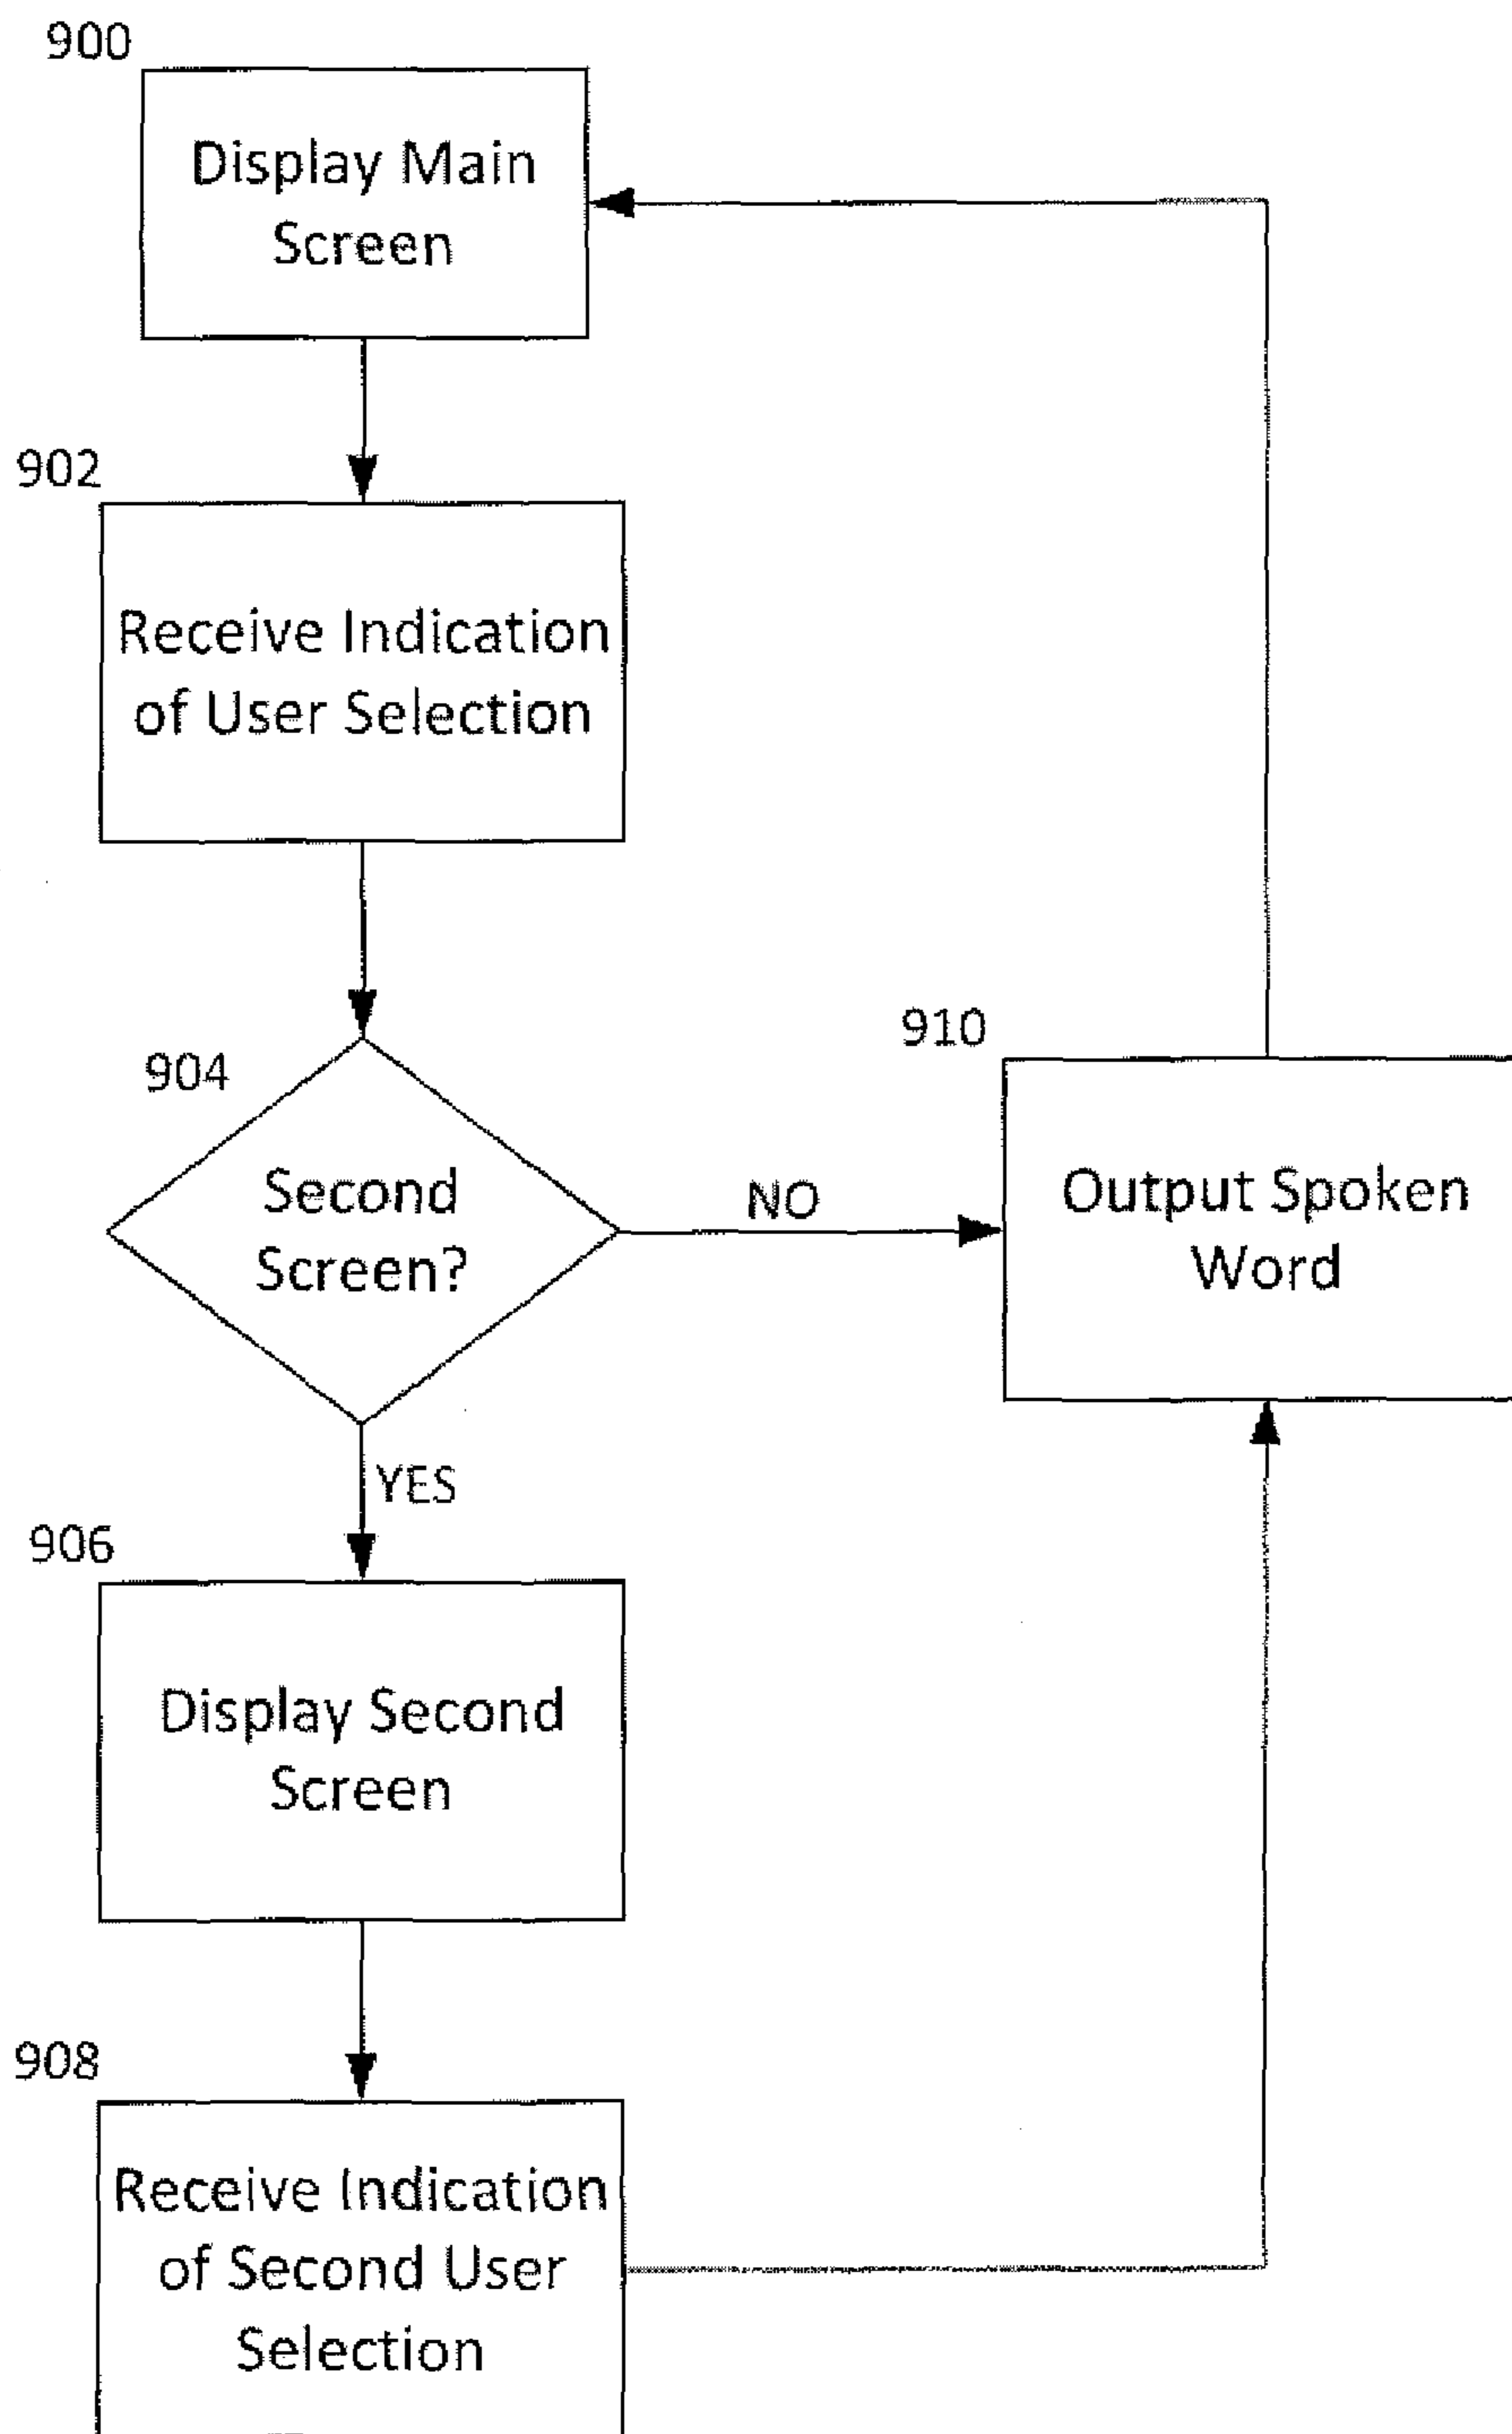 900
Display Main
Screen
902
Receive Indication
of User Selection
904
Second
Screen?
NO
910
Output Spoken
Word
YES
906
Display Second
Screen
908
Receive Indication
of Second User
Selection